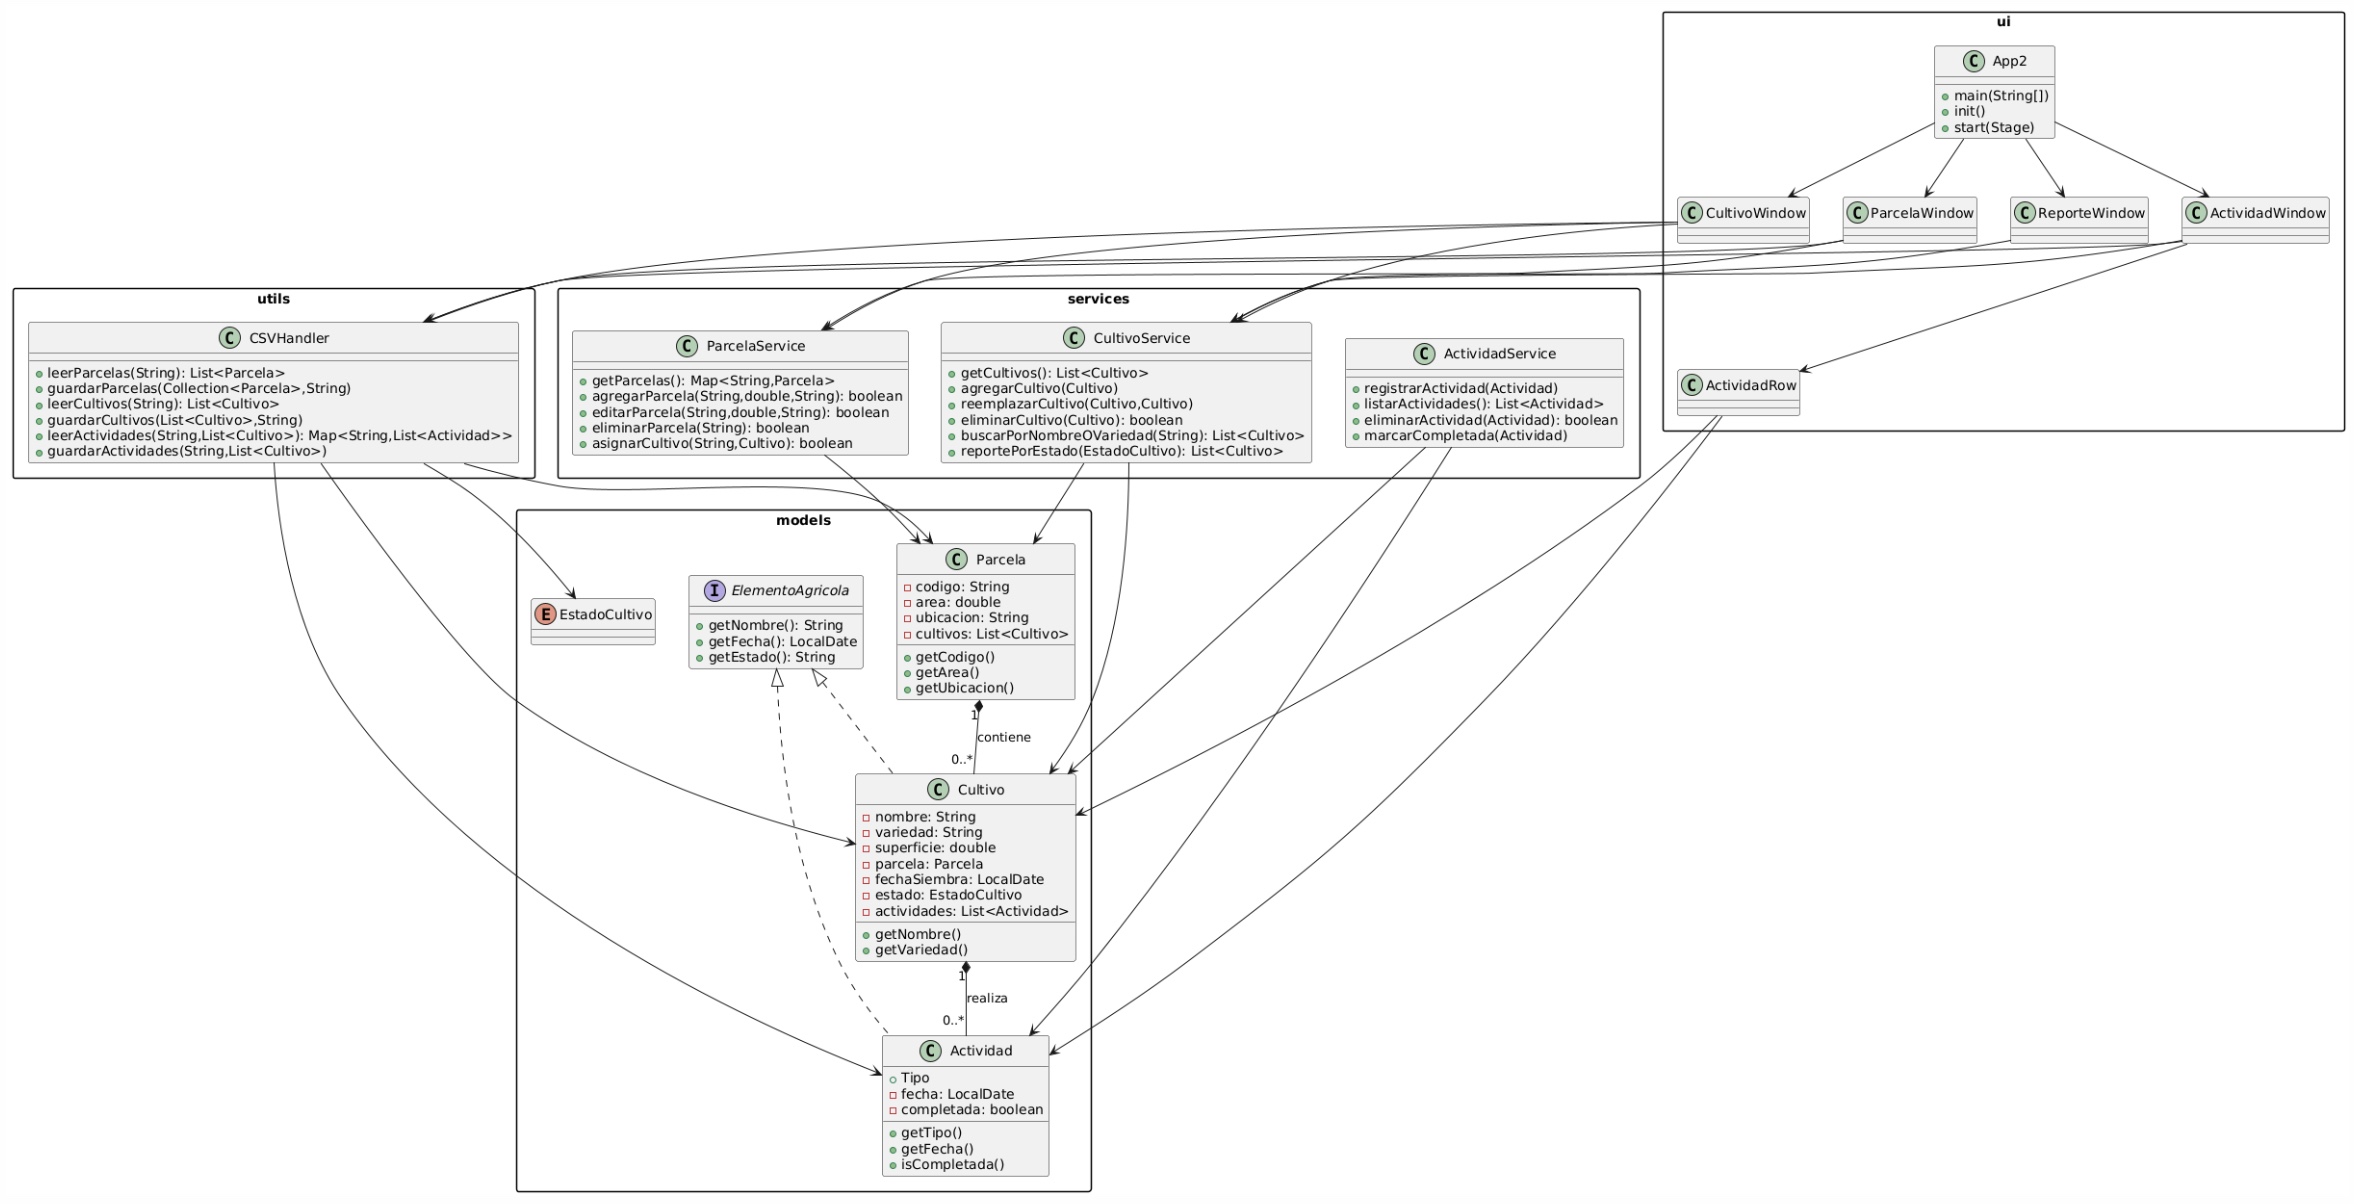 ui
C App2
main(String[])
init()
start(Stage)
C CultivoWindow
C ParcelaWindow
C ReporteWindow
C ActividadWindow
C ActividadRow
utils
C CSVHandler
leerParcelas(String): List<Parcela>
guardarParcelas(Collection<Parcela>,String)
leerCultivos(String): List<Cultivo>
guardarCultivos(List<Cultivo>,String)
leerActividades(String,List<Cultivo>): Map<String,List<Actividad>>
guardarActividades(String,List<Cultivo>)
services
C ParcelaService
getParcelas(): Map<String,Parcela>
agregarParcela(String,double,String): boolean
editarParcela(String,double,String): boolean
eliminarParcela(String): boolean
asignarCultivo(String,Cultivo): boolean
C CultivoService
getCultivos(): List<Cultivo>
agregarCultivo(Cultivo)
reemplazarCultivo(Cultivo,Cultivo)
eliminarCultivo(Cultivo): boolean
buscarPorNombreOVariedad(String): List<Cultivo>
reportePorEstado(EstadoCultivo): List<Cultivo>
C ActividadService
registrarActividad(Actividad)
listarActividades(): List<Actividad>
eliminarActividad(Actividad): boolean
marcarCompletada(Actividad)
models
E EstadoCultivo
I ElementoAgricola
getNombre(): String
getFecha(): LocalDate
getEstado(): String
C Parcela
codigo: String
area: double
ubicacion: String
cultivos: List<Cultivo>
getCodigo()
getArea()
getUbicacion()
1
contiene
0..*
C Cultivo
nombre: String
variedad: String
superficie: double
parcela: Parcela
fechaSiembra: LocalDate
estado: EstadoCultivo
actividades: List<Actividad>
getNombre()
getVariedad()
1
realiza
0..*
C Actividad
Tipo
fecha: LocalDate
completada: boolean
getTipo()
getFecha()
isCompletada()